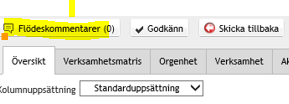 Flödeskommentarer (0) Godkänn Skicka tillbaka
Översikt Verksamhetsmatris Orgenhet Verksamhet
Kolumnuppsättning Standarduppsättning